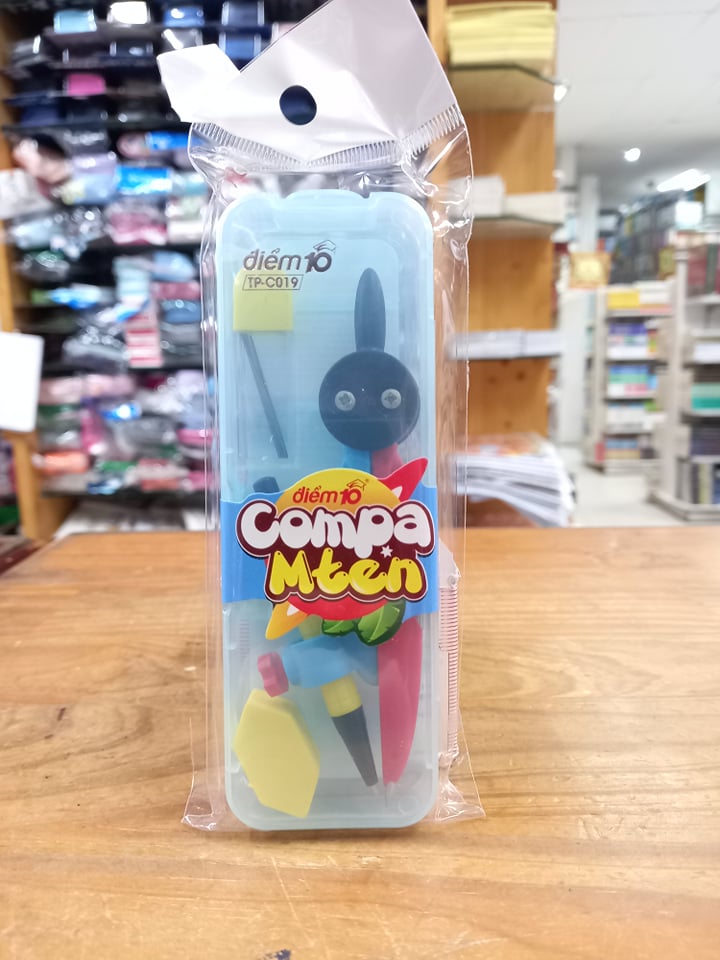 điểm 10
TP-C019
điểm 10
Compa
Mten